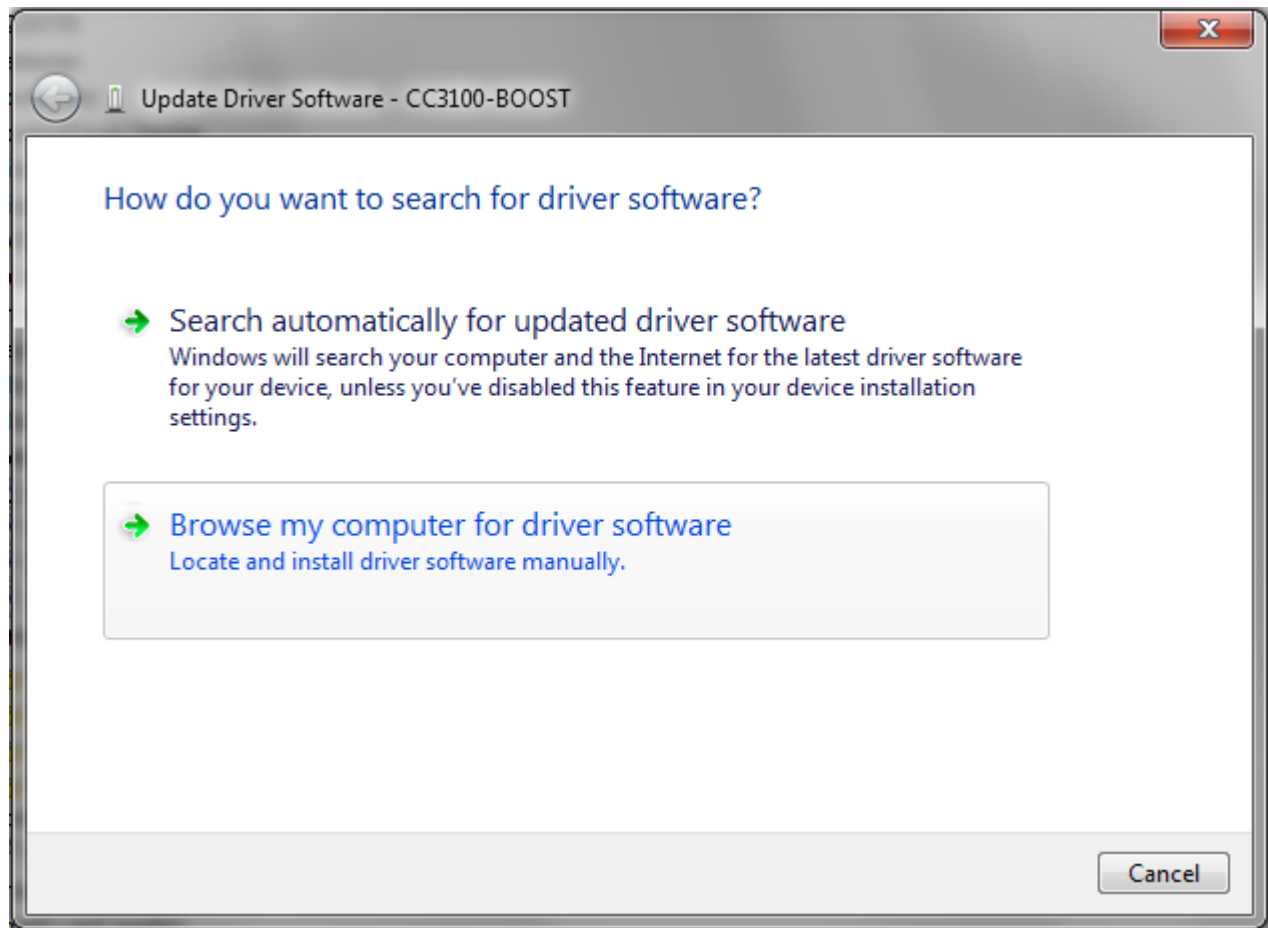 Update Driver Software - CC3100-BOOST
How do you want to search for driver software?
Search automatically for updated driver software
Windows will search your computer and the Internet for the latest driver software
for your device, unless you've disabled this feature in your device installation
settings.
Browse my computer for driver software
Locate and install driver software manually.
Cancel